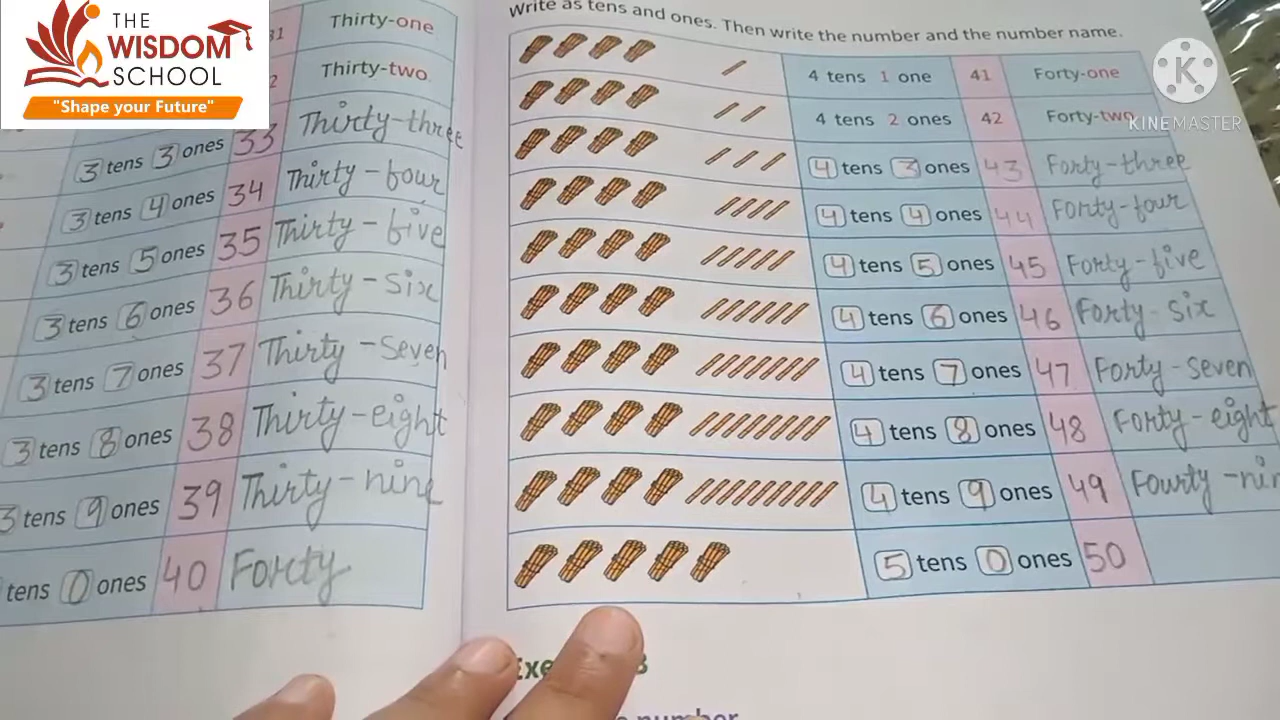 THE
WISDOM
SCHOOL
"Shape your Future"
KINEMASTER
31 Thirty-one
2 Thirty-two
3 tens 3 ones 33 Thirty-three
3 tens 4 ones 34 Thirty-four
3 tens 5 ones 35 Thirty-five
3 tens 6 ones 36 Thirty-six
3 tens 7 ones 37 Thirty-seven
3 tens 8 ones 38 Thirty-eight
3 tens 9 ones 39 Thirty-nine
tens 0 ones 40 Forty
Write as tens and ones. Then write the number and the number name.
4 tens 1 one 41 Forty-one
4 tens 2 ones 42 Forty-two
4 tens 3 ones 43 Forty-three
4 tens 4 ones 44 Forty-four
4 tens 5 ones 45 Forty-five
4 tens 6 ones 46 Forty-six
4 tens 7 ones 47 Forty-seven
4 tens 8 ones 48 Forty-eight
4 tens 9 ones 49 Fourty-nin
5 tens 0 ones 50
number